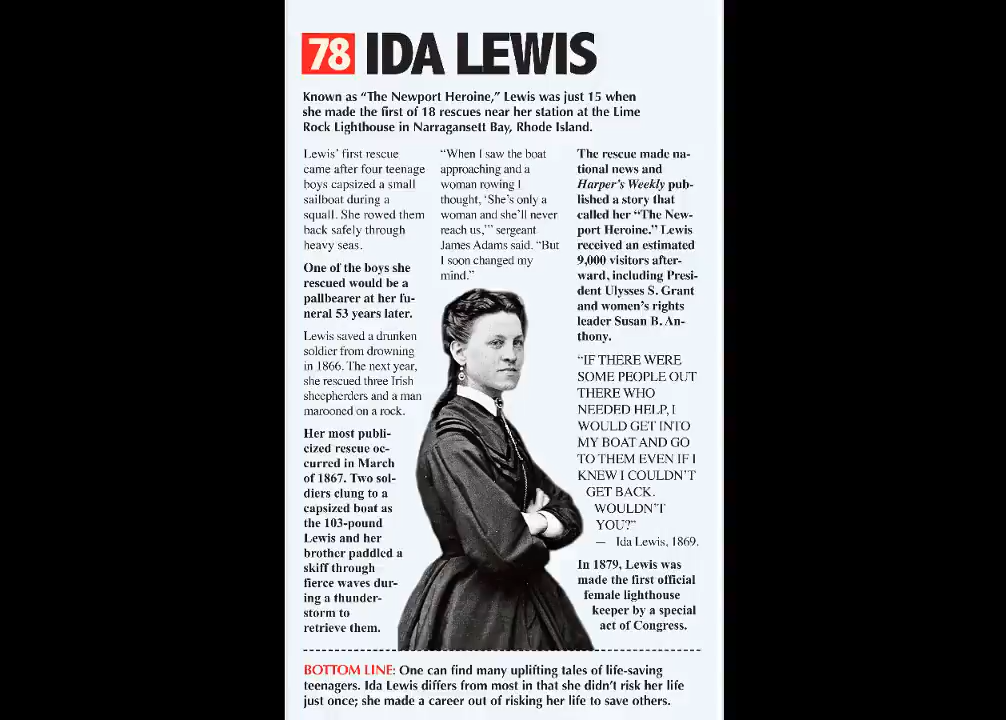 78 IDA LEWIS
Known as “The Newport Heroine,” Lewis was just 15 when
she made the first of 18 rescues near her station at the Lime
Rock Lighthouse in Narragansett Bay, Rhode Island.
Lewis’ first rescue
came after four teenage
boys capsized a small
sailboat during a
squall. She rowed them
back safely through
heavy seas.
One of the boys she
rescued would be a
pallbearer at her fu-
neral 53 years later.
Lewis saved a drunken
soldier from drowning
in 1866. The next year,
she rescued three Irish
sheepherders and a man
marooned on a rock.
Her most publi-
cized rescue oc-
curred in March
of 1867. Two sol-
diers clung to a
capsized boat as
the 103-pound
Lewis and her
brother paddled a
skiff through
fierce waves dur-
ing a thunder-
storm to
retrieve them.
“When I saw the boat
approaching and a
woman rowing I
thought, ‘She’s only a
woman and she’ll never
reach us,’” sergeant
James Adams said. “But
I soon changed my
mind.”
The rescue made na-
tional news and
Harper’s Weekly pub-
lished a story that
called her “The New-
port Heroine.” Lewis
received an estimated
9,000 visitors after-
ward, including Presi-
dent Ulysses S. Grant
and women’s rights
leader Susan B. An-
thony.
“IF THERE WERE
SOME PEOPLE OUT
THERE WHO
NEEDED HELP, I
WOULD GET INTO
MY BOAT AND GO
TO THEM EVEN IF I
KNEW I COULDN’T
GET BACK.
WOULDN’T
YOU?”
— Ida Lewis, 1869.
In 1879, Lewis was
made the first official
female lighthouse
keeper by a special
act of Congress.
BOTTOM LINE: One can find many uplifting tales of life-saving
teenagers. Ida Lewis differs from most in that she didn’t risk her life
just once; she made a career out of risking her life to save others.